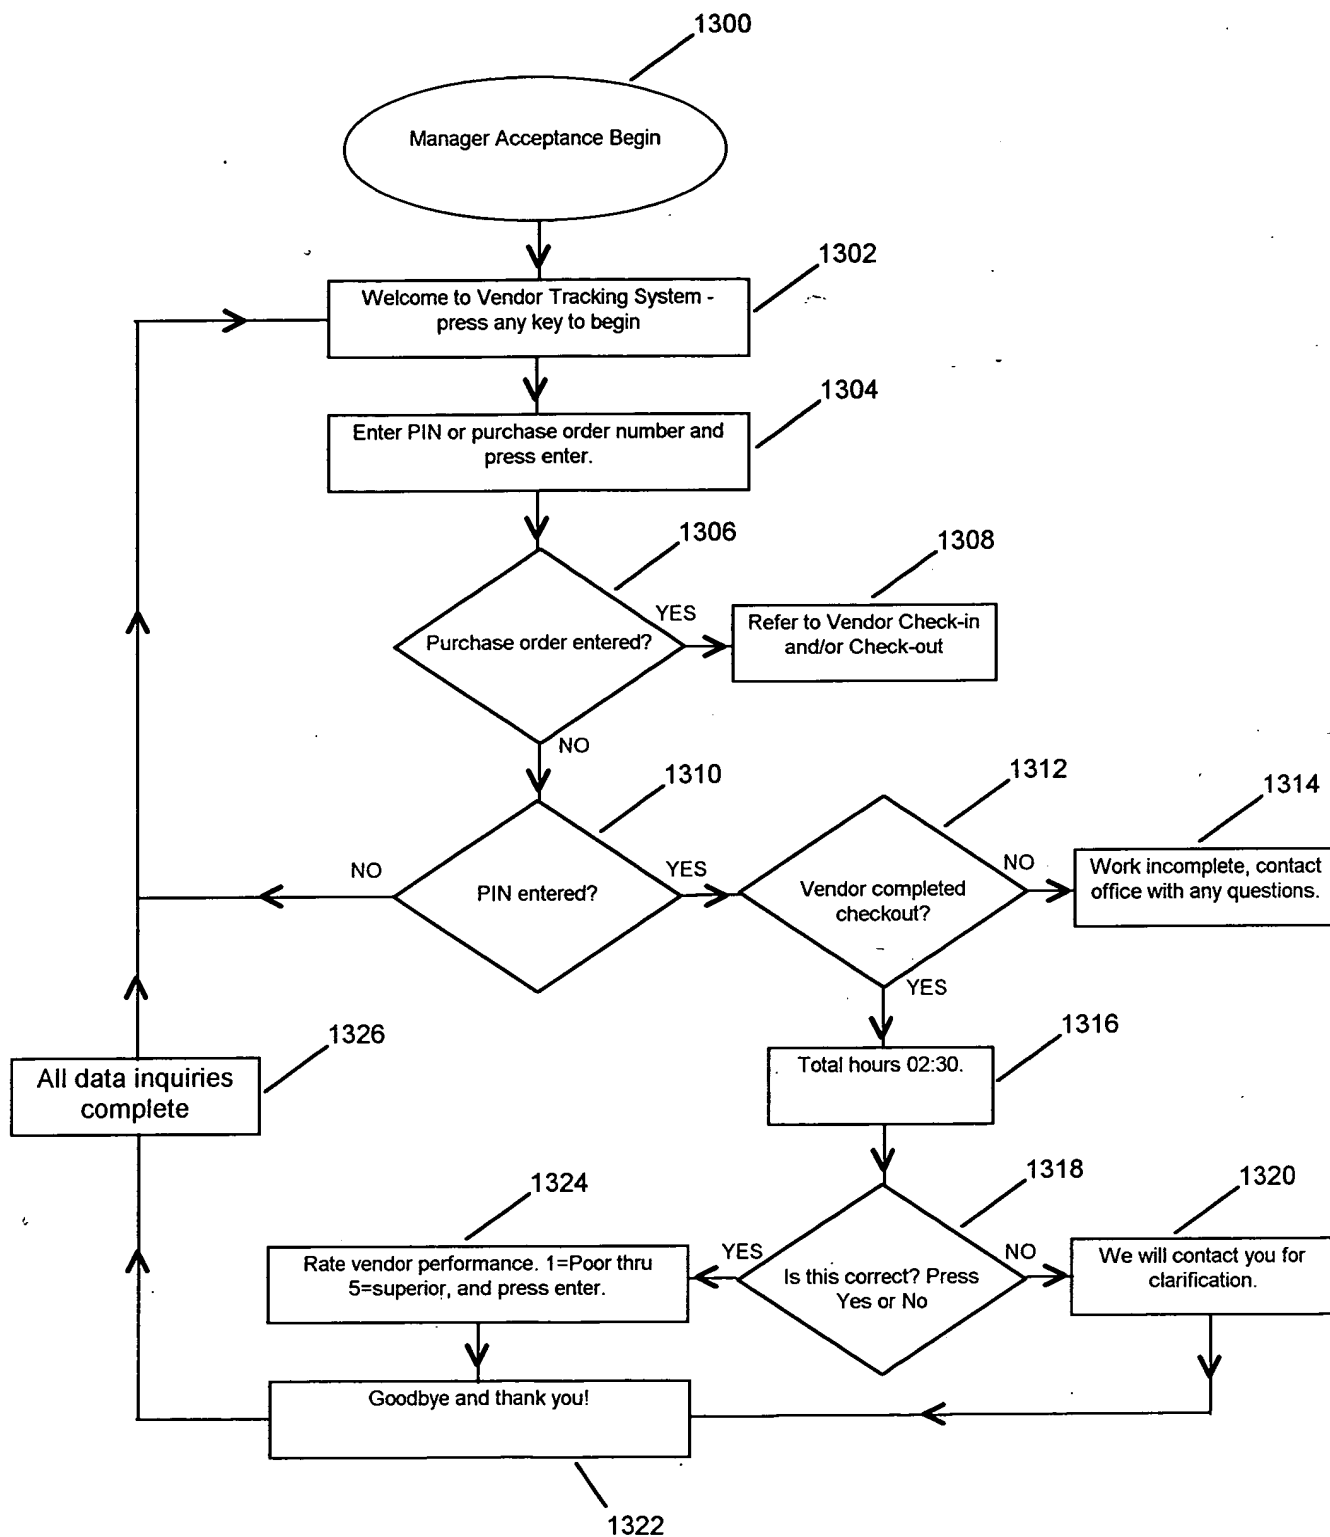 1300
Manager Acceptance Begin
1302
Welcome to Vendor Tracking System -
press any key to begin
1304
Enter PIN or purchase order number and
press enter.
1306
1308
YES
Purchase order entered?
Refer to Vendor Check-in
and/or Check-out
NO
1310
1312
1314
NO
PIN entered?
YES
Vendor completed
checkout?
NO
Work incomplete, contact
office with any questions.
YES
1316
Total hours 02:30.
1326
All data inquiries
complete
1318
1320
1324
Rate vendor performance. 1=Poor thru
5=superior, and press enter.
YES
Is this correct? Press
Yes or No
NO
We will contact you for
clarification.
Goodbye and thank you!
1322